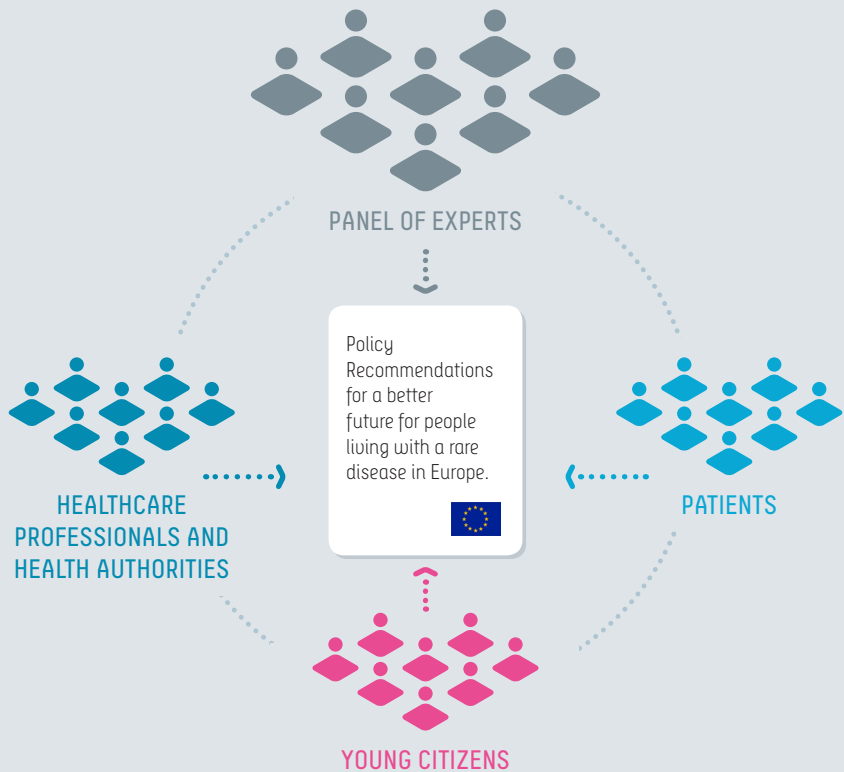 PANEL OF EXPERTS
Policy
Recommendations
for a better
future for people
living with a rare
disease in Europe.
HEALTHCARE
PROFESSIONALS AND
HEALTH AUTHORITIES
PATIENTS
YOUNG CITIZENS